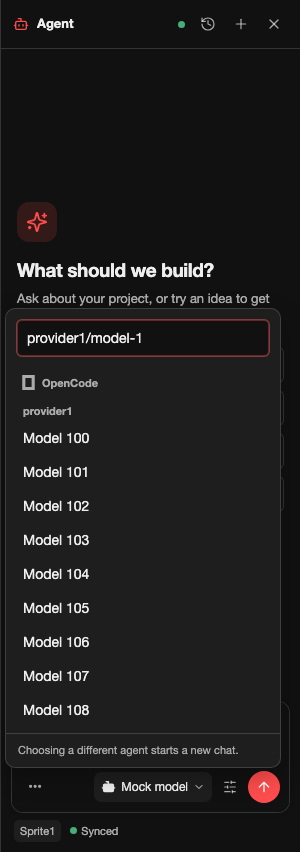 Agent
What should we build?
Ask about your project, or try an idea to get
provider1/model-1
OpenCode
provider1
Model 100
Model 101
Model 102
Model 103
Model 104
Model 105
Model 106
Model 107
Model 108
Choosing a different agent starts a new chat.
Mock model
Sprite1
Synced